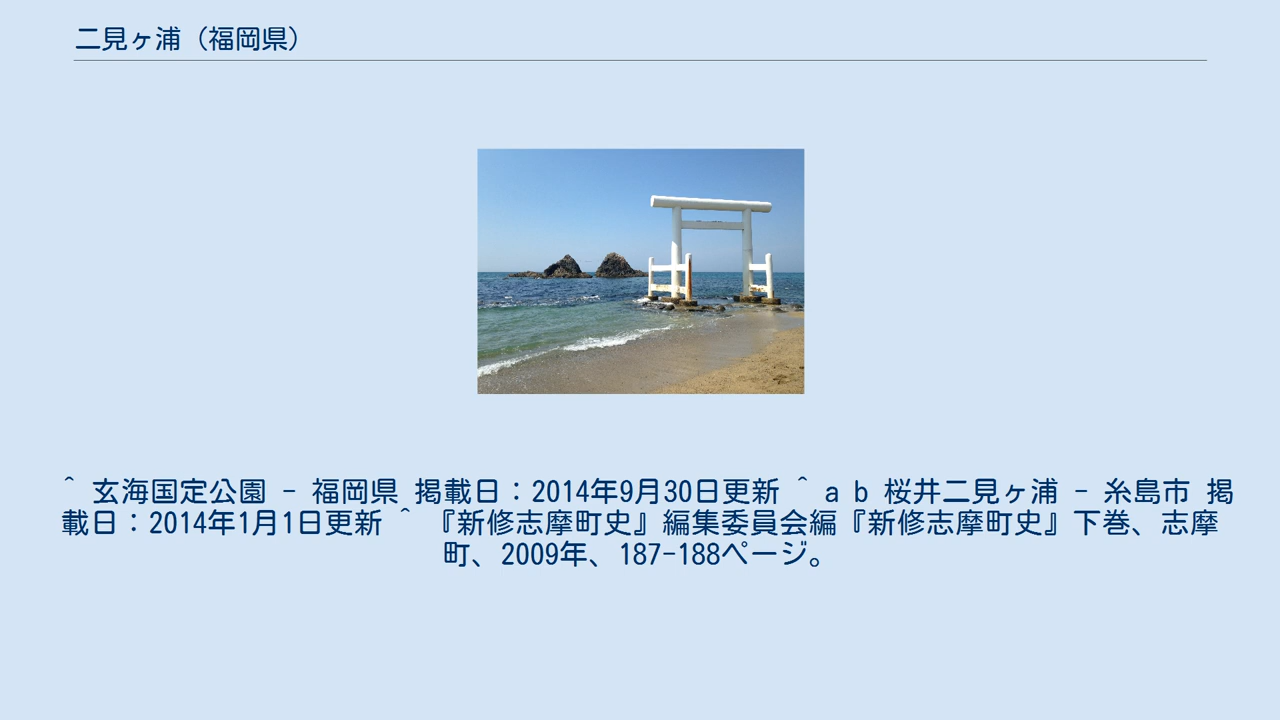 二見ヶ浦（福岡県）
^ 玄海国定公園 - 福岡県 掲載日：2014年9月30日更新 ^ a b 桜井二見ヶ浦 - 糸島市 掲
載日：2014年1月1日更新 ^ 『新修志摩町史』編集委員会編『新修志摩町史』下巻、志摩
町、2009年、187-188ページ。